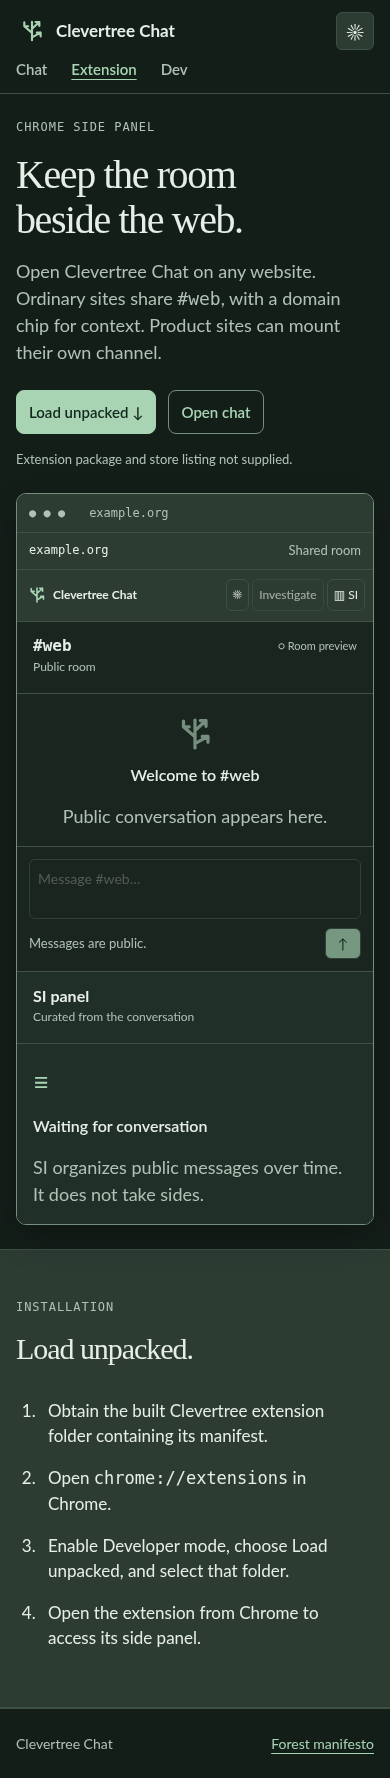 Clevertree Chat
Chat Extension Dev
CHROME SIDE PANEL
Keep the room
beside the web.
Open Clevertree Chat on any website.
Ordinary sites share #web, with a domain
chip for context. Product sites can mount
their own channel.
Load unpacked ↓ Open chat
Extension package and store listing not supplied.
example.org
example.org Shared room
Clevertree Chat Investigate SI
#web Room preview
Public room
Welcome to #web
Public conversation appears here.
Message #web...
Messages are public. ↑
SI panel
Curated from the conversation
Waiting for conversation
SI organizes public messages over time.
It does not take sides.
INSTALLATION
Load unpacked.
1. Obtain the built Clevertree extension
folder containing its manifest.
2. Open chrome://extensions in
Chrome.
3. Enable Developer mode, choose Load
unpacked, and select that folder.
4. Open the extension from Chrome to
access its side panel.
Clevertree Chat Forest manifesto